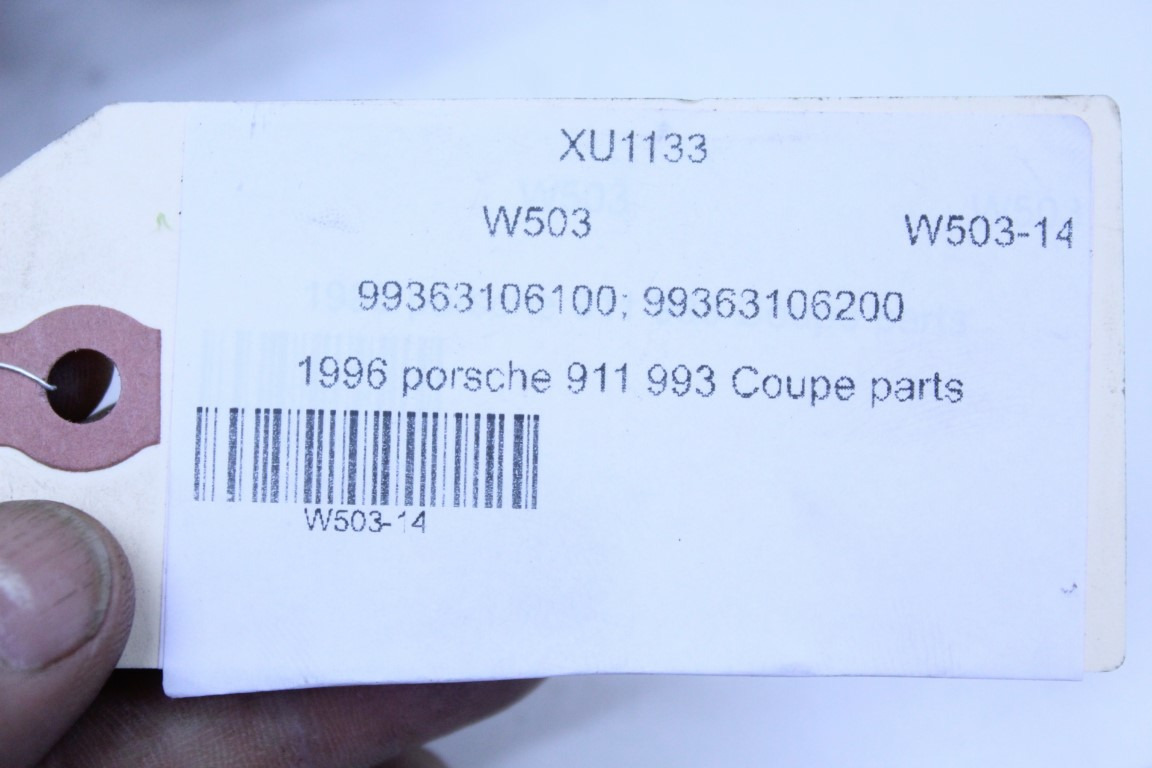 XU1133
W503 W503-14
99363106100; 99363106200
1996 porsche 911 993 Coupe parts
W503-14